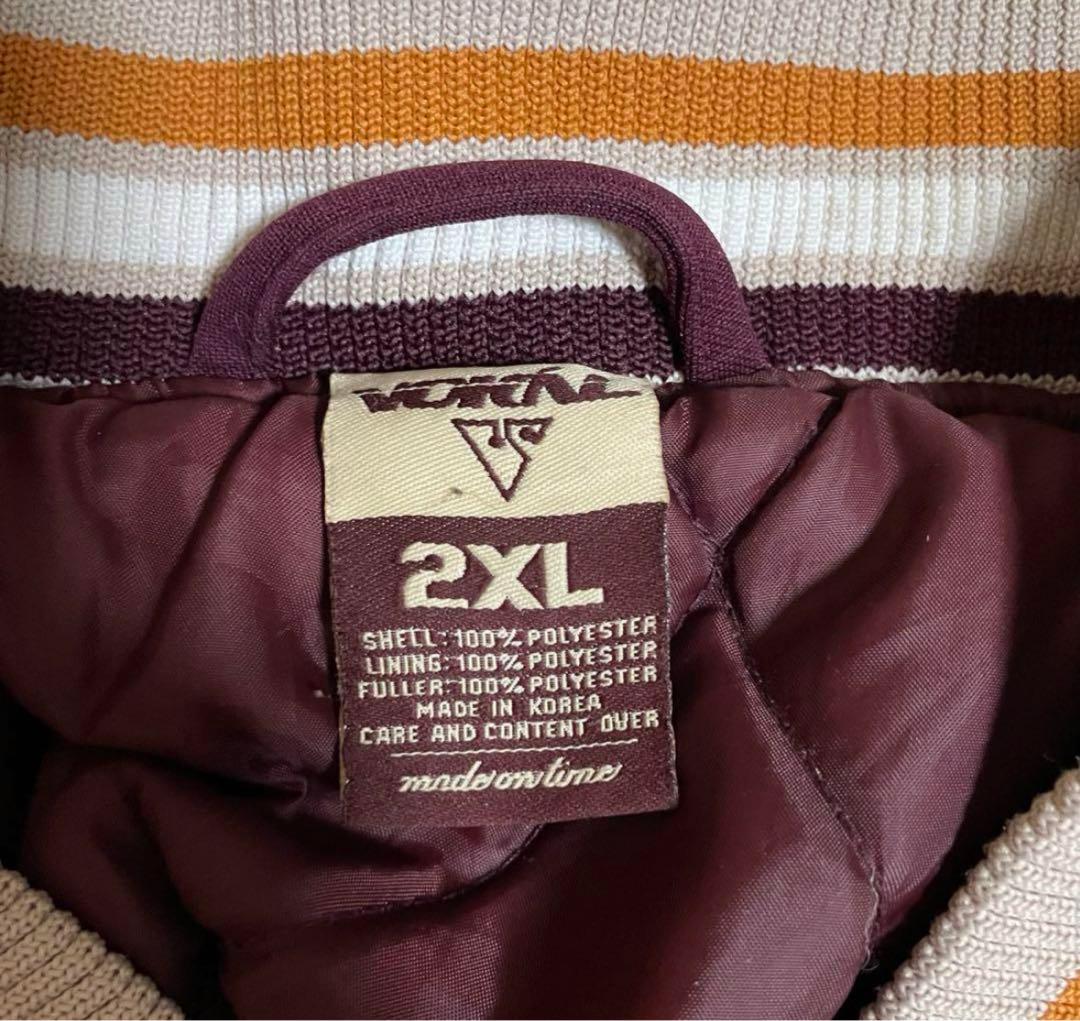 VOKÁL
2XL
SHELL: 100% POLYESTER
LINING: 100% POLYESTER
FULLER: 100% POLYESTER
MADE IN KOREA
CARE AND CONTENT OVER
made on time